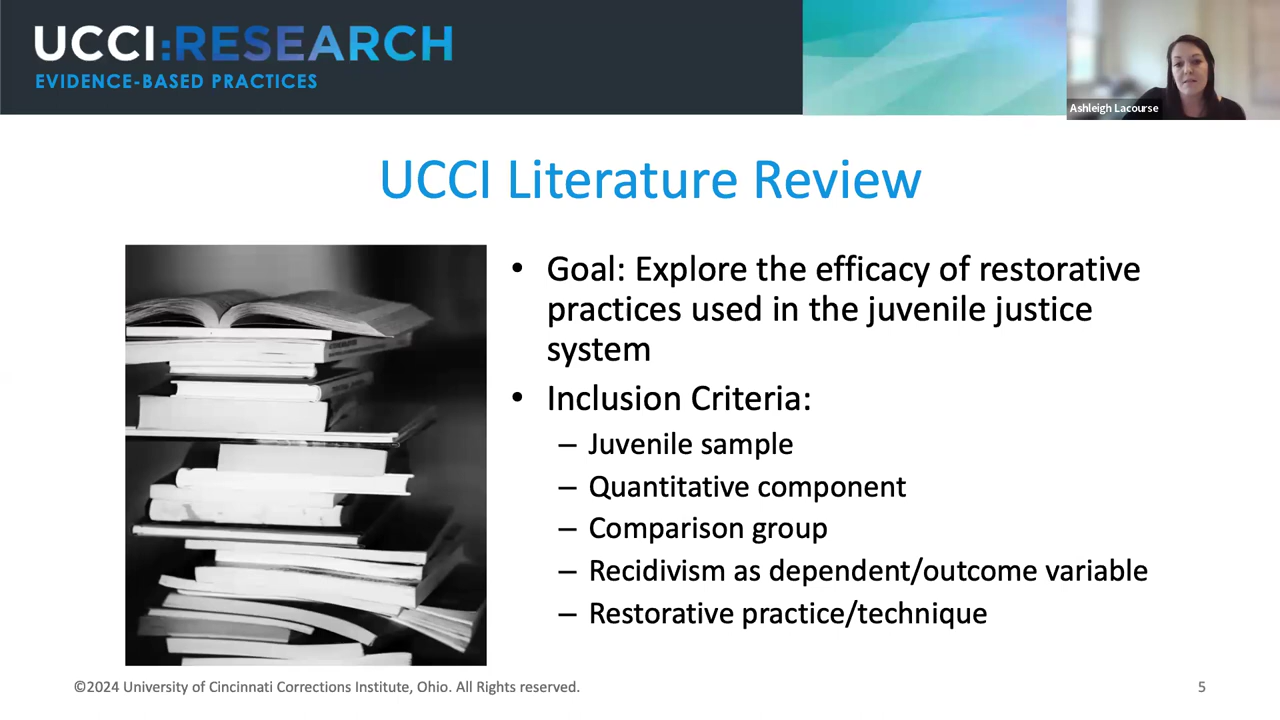 UCCI:RESEARCH
EVIDENCE-BASED PRACTICES
Ashleigh Lacourse
UCCI Literature Review
• Goal: Explore the efficacy of restorative
practices used in the juvenile justice
system
• Inclusion Criteria:
– Juvenile sample
– Quantitative component
– Comparison group
– Recidivism as dependent/outcome variable
– Restorative practice/technique
©2024 University of Cincinnati Corrections Institute, Ohio. All Rights reserved.
5